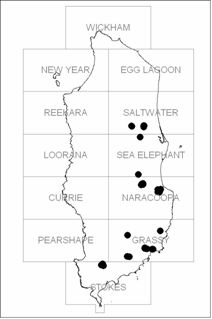 WICKHAM
NEW YEAR EGG LAGOON
REEKARA SALTWATER
LOORANA SEA ELEPHANT
CURRIE NARACOOPA
PEARSHAPE GRASSY
STOKES